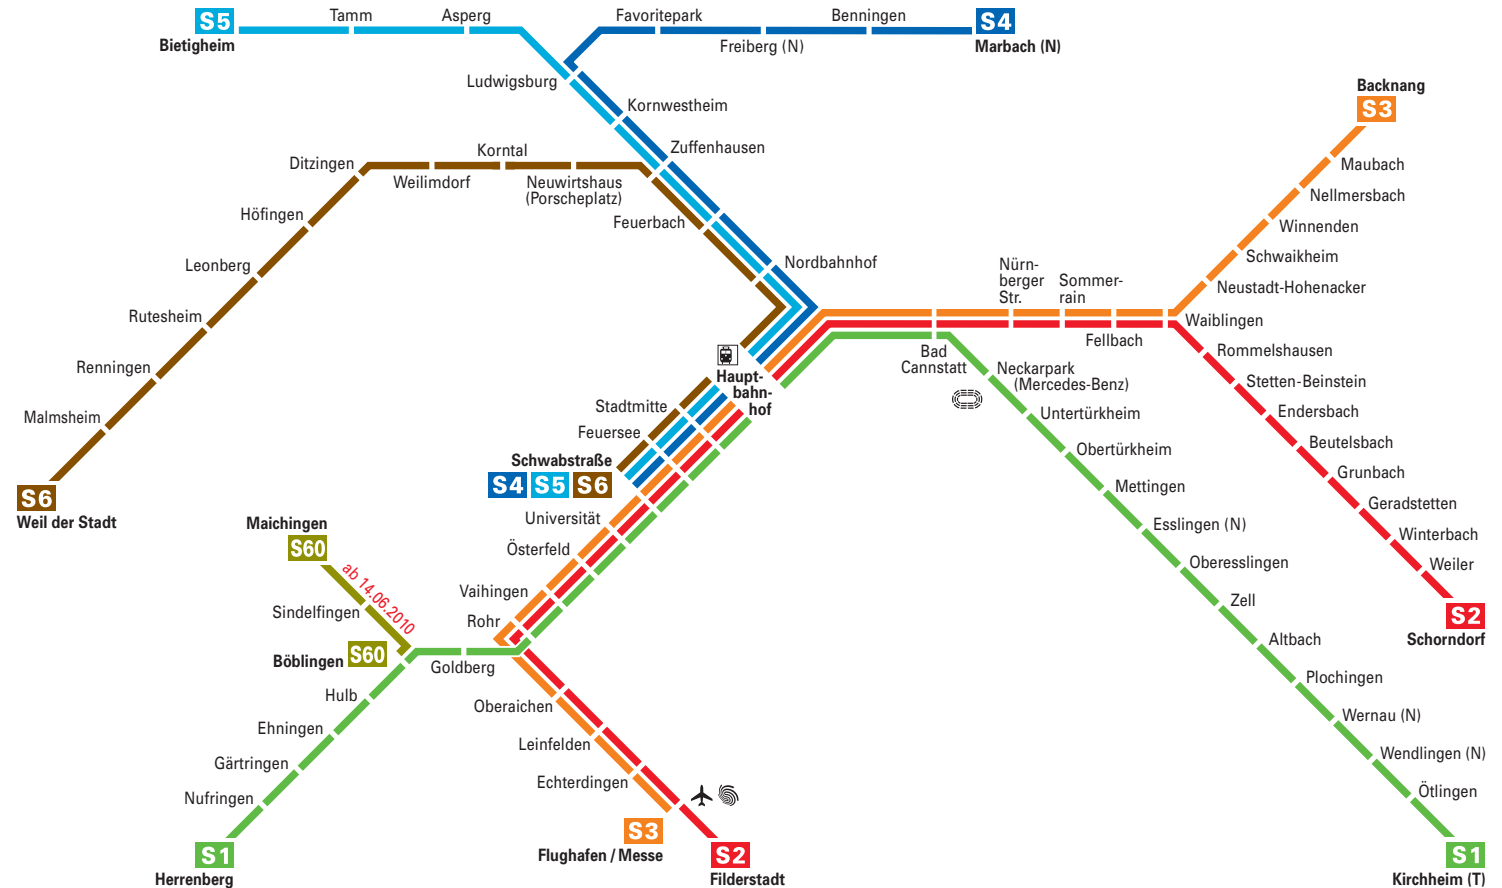 S5
Bietigheim
Tamm
Asperg
Favoritepark
Freiberg (N)
Benningen
S4
Marbach (N)
Ludwigsburg
Kornwestheim
Zuffenhausen
Backnang
S3
Maubach
Nellmersbach
Winnenden
Schwaikheim
Neustadt-Hohenacker
Waiblingen
Ditzingen
Weilimdorf
Korntal
Neuwirtshaus
(Porscheplatz)
Feuerbach
Höfingen
Leonberg
Rutesheim
Renningen
Malmsheim
S6
Weil der Stadt
Nordbahnhof
Nürn-
berger
Str.
Sommer-
rain
Fellbach
Bad
Cannstatt
Haupt-
bahn-
hof
Neckarpark
(Mercedes-Benz)
Untertürkheim
Obertürkheim
Mettingen
Esslingen (N)
Oberesslingen
Zell
Altbach
Plochingen
Wernau (N)
Wendlingen (N)
Ötlingen
S1
Kirchheim (T)
Rommelshausen
Stetten-Beinstein
Endersbach
Beutelsbach
Grunbach
Geradstetten
Winterbach
Weiler
S2
Schorndorf
Stadtmitte
Feuersee
Schwabstraße
S4 S5 S6
Universität
Österfeld
Vaihingen
Rohr
Maichingen
S60
ab 14.06.2010
Sindelfingen
Böblingen S60
Goldberg
Hulb
Ehningen
Gärtringen
Nufringen
S1
Herrenberg
Oberaichen
Leinfelden
Echterdingen
S3
Flughafen / Messe
S2
Filderstadt